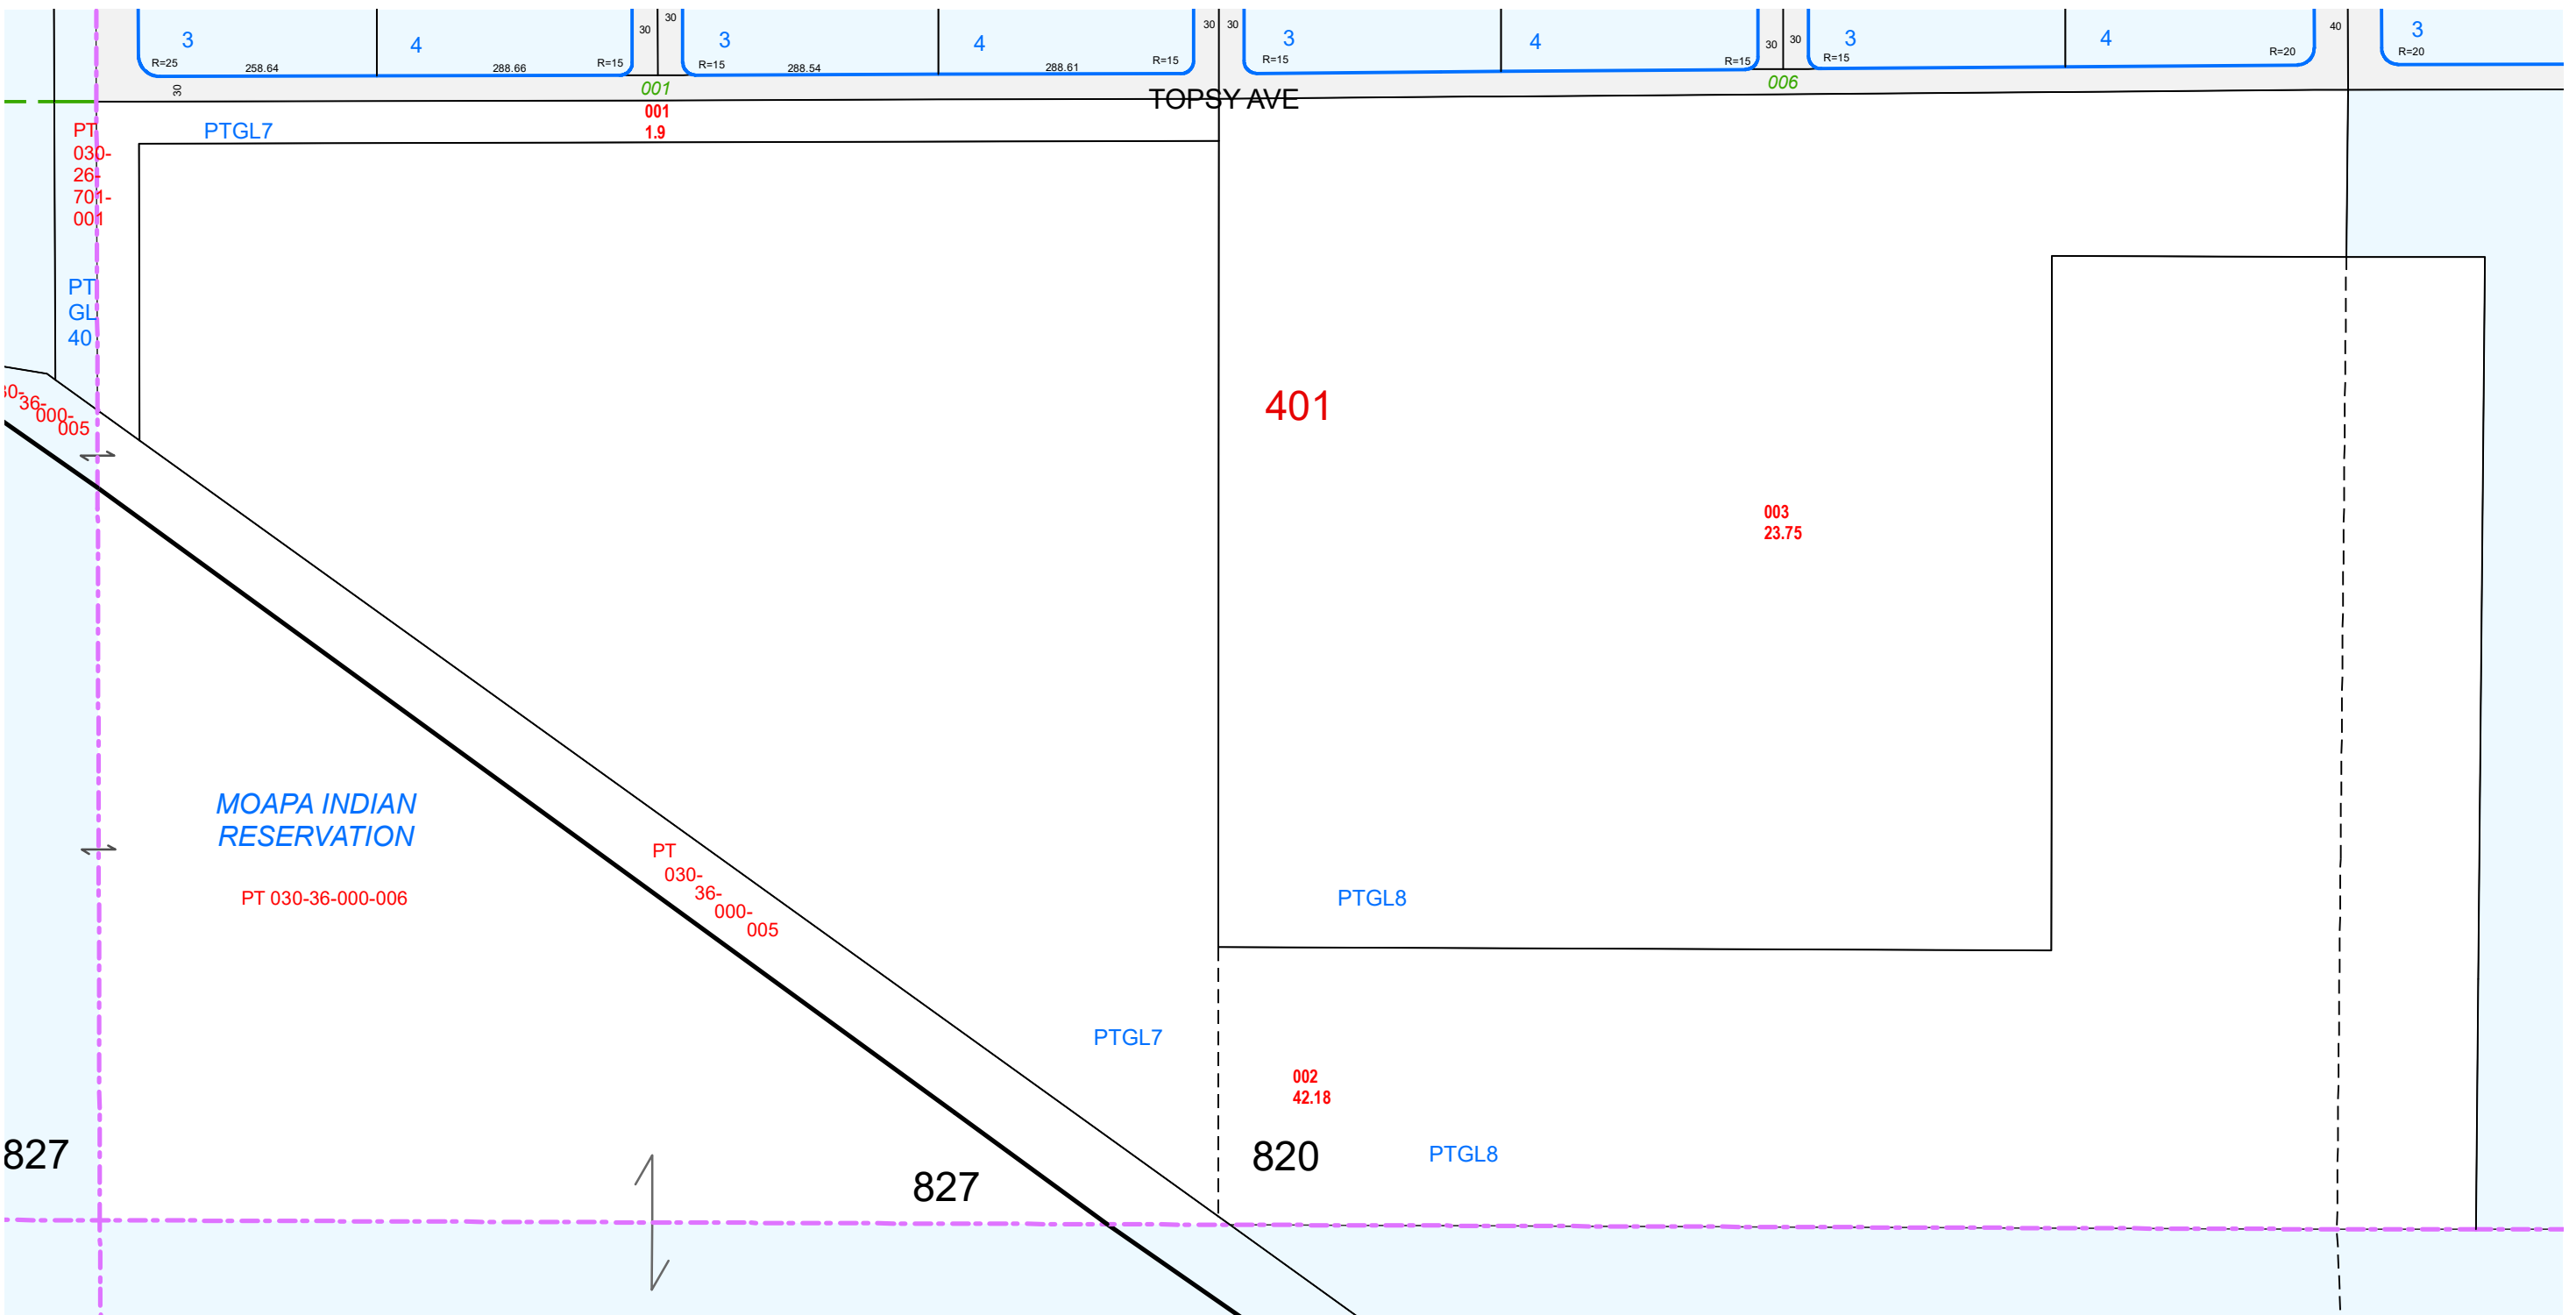 3
4
3
4
3
4
3
4
3
30
30
30
30
30
30
40
R=25
258.64
288.66
R=15
R=15
288.54
288.61
R=15
R=15
R=15
R=15
R=20
R=20
30
001
006
TOPSY AVE
001
1.9
PTGL7
PT
030-
26-
701-
001
PT
GL
40
36-
000-
005
401
003
23.75
MOAPA INDIAN
RESERVATION
PT 030-36-000-006
PT
030-
36-
000-
005
PTGL8
PTGL7
002
42.18
827
827
820
PTGL8